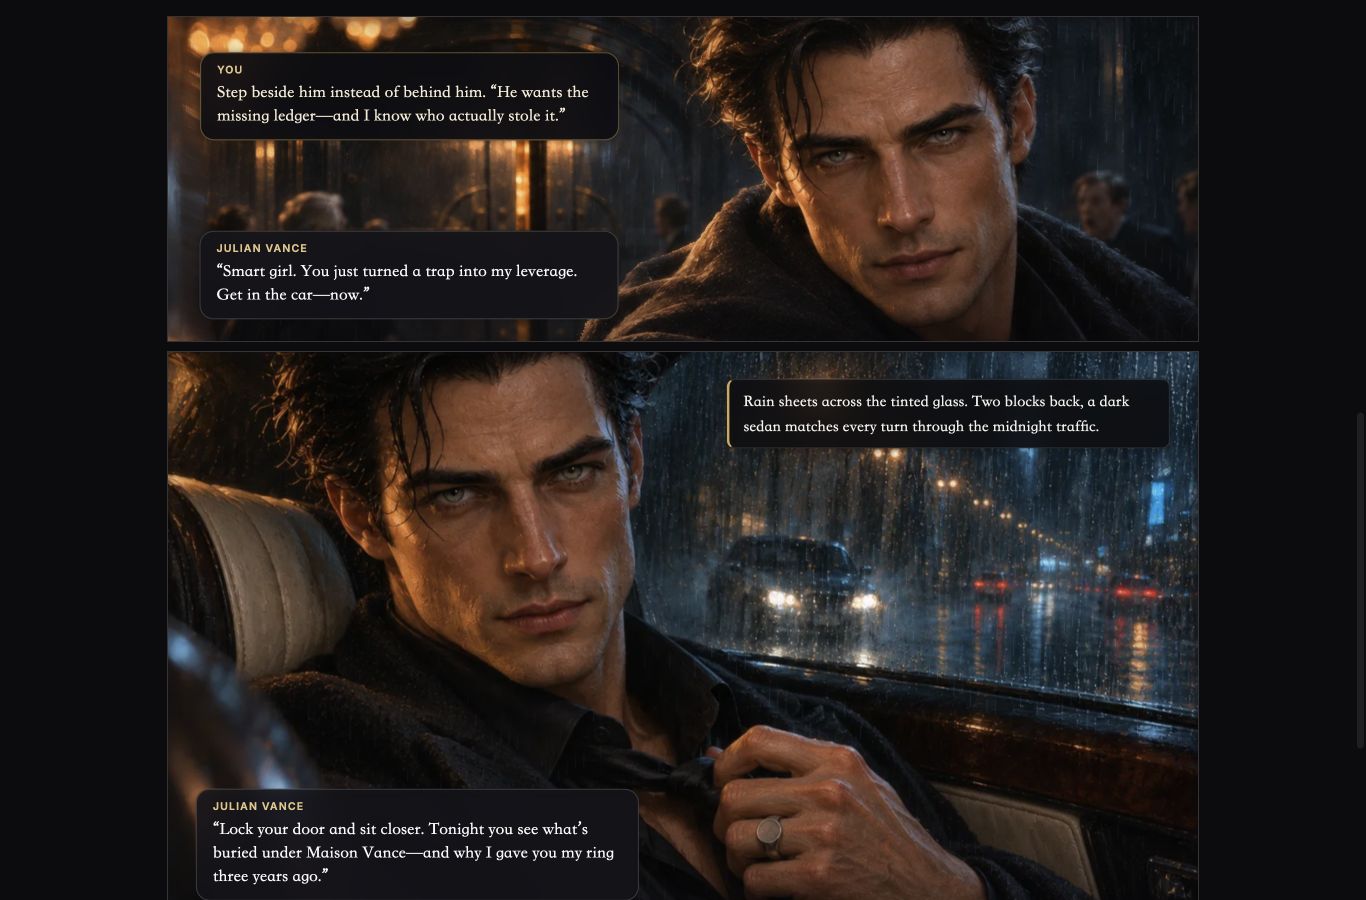 YOU
Step beside him instead of behind him. “He wants the
missing ledger—and I know who actually stole it.”
JULIAN VANCE
“Smart girl. You just turned a trap into my leverage.
Get in the car—now.”
Rain sheets across the tinted glass. Two blocks back, a dark
sedan matches every turn through the midnight traffic.
JULIAN VANCE
“Lock your door and sit closer. Tonight you see what’s
buried under Maison Vance—and why I gave you my ring
three years ago.”